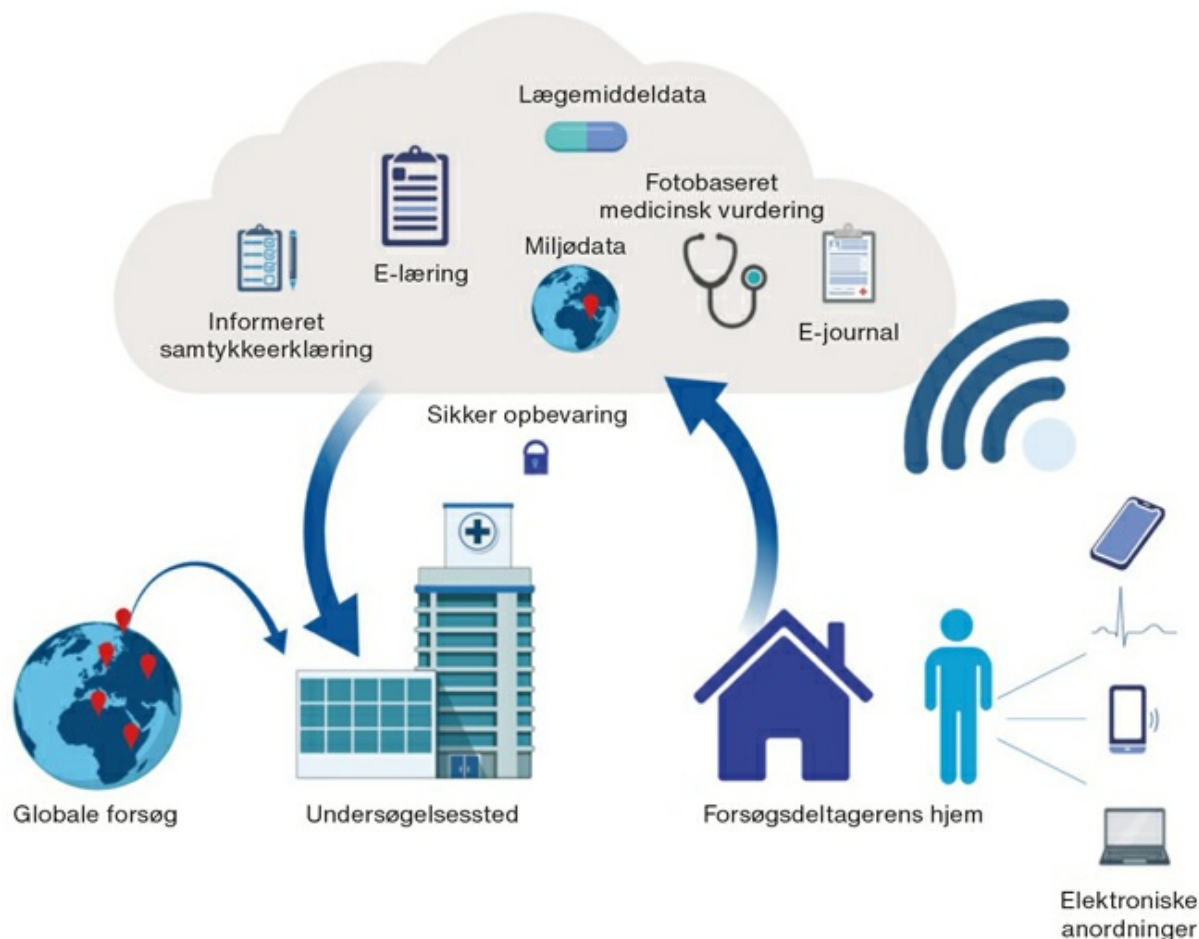 Lægemiddeldata
Fotobaseret
medicinsk vurdering
E-læring
Miljødata
Informeret
samtykkeerklæring
E-journal
Sikker opbevaring
Globale forsøg
Undersøgelsessted
Forsøgsdeltagerens hjem
Elektroniske
anordninger